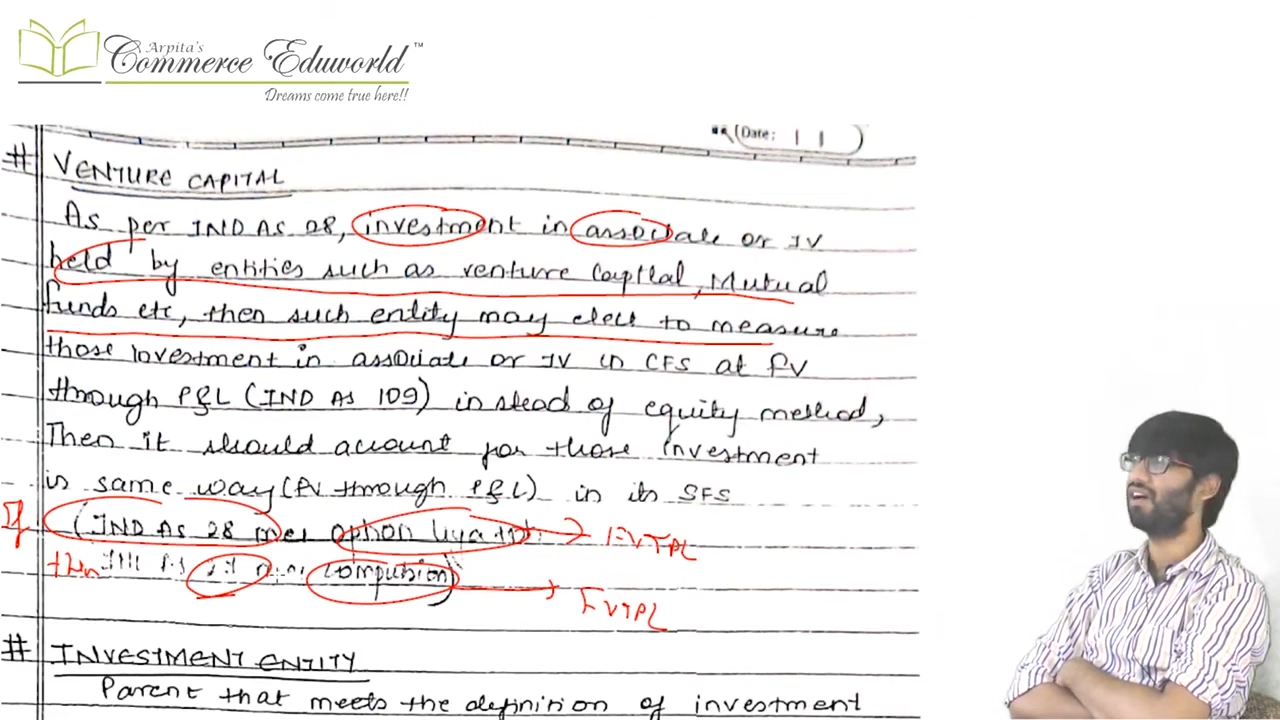 Arpita's
Commerce Eduworld™
Dreams come true here!!
Date:
# VENTURE CAPITAL
As per IND AS 28, investment in associate or JV
held by entities such as venture capital, Mutual
funds etc, then such entity may elect to measure
those investment in associate or JV in CFS at FV
through P&L (IND AS 109) instead of equity method,
Then it should account for those investment
is same way (FV through P&L) in its SFS
If (IND AS 28 mei option liya → FVTPL
then compulsion) → FVTPL
# INVESTMENT ENTITY
Parent that meets the definition of investment